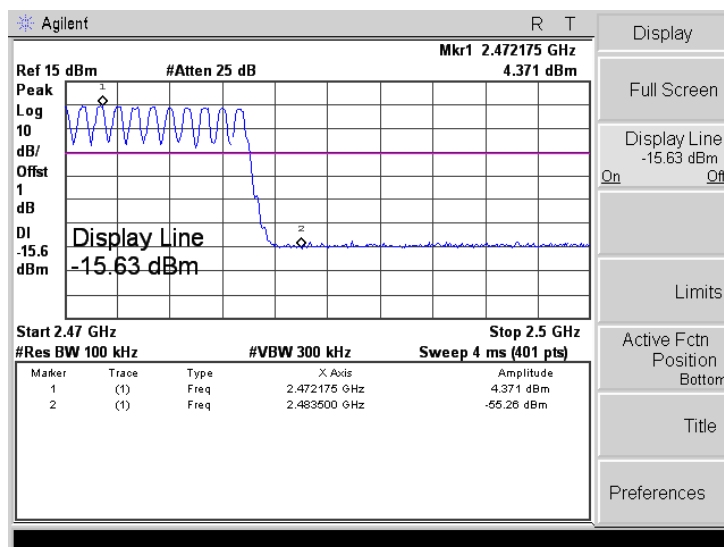 Agilent R T
Mkr1 2.472175 GHz
Ref 15 dBm #Atten 25 dB 4.371 dBm
Peak
Log
10
dB/
Offst
1
dB
DI
-15.6
dBm
1
2
Display Line
-15.63 dBm
Start 2.47 GHz Stop 2.5 GHz
#Res BW 100 kHz #VBW 300 kHz Sweep 4 ms (401 pts)
Marker Trace Type X Axis Amplitude
1 (1) Freq 2.472175 GHz 4.371 dBm
2 (1) Freq 2.483500 GHz -55.26 dBm
Display
Full Screen
Display Line
-15.63 dBm
On Off
Limits
Active Fctn
Position
Bottom
Title
Preferences